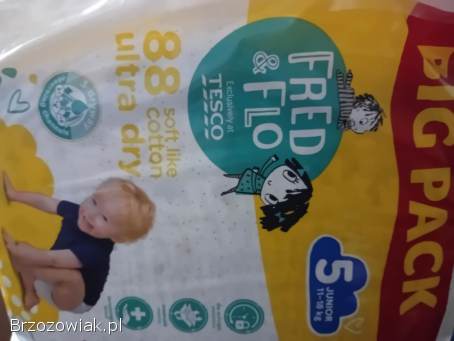 BIG PACK
FRED
& FLO
Exclusively at
TESCO
5
JUNIOR
11-16 kg
88
soft, like
cotton
ultra dry
Brzozowiak.pl